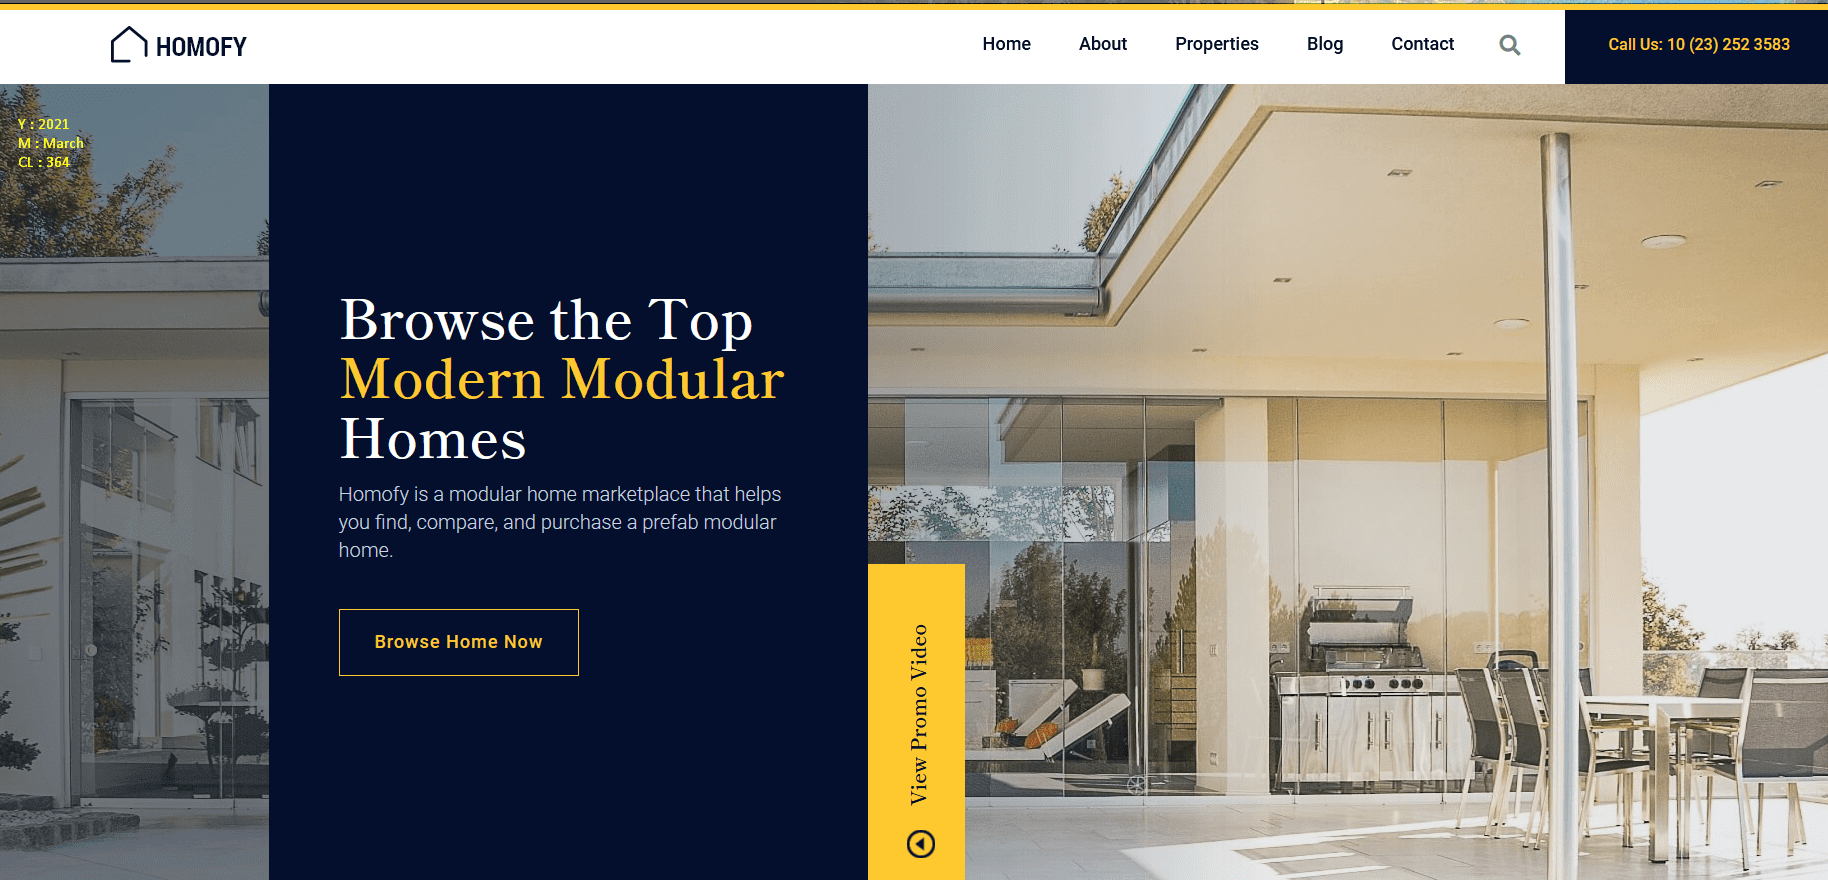 HOMOFY
Home
About
Properties
Blog
Contact
Call Us: 10 (23) 252 3583
Y : 2021
M : March
CL : 364
Browse the Top
Modern Modular
Homes
Homofy is a modular home marketplace that helps
you find, compare, and purchase a prefab modular
home.
Browse Home Now
View Promo Video